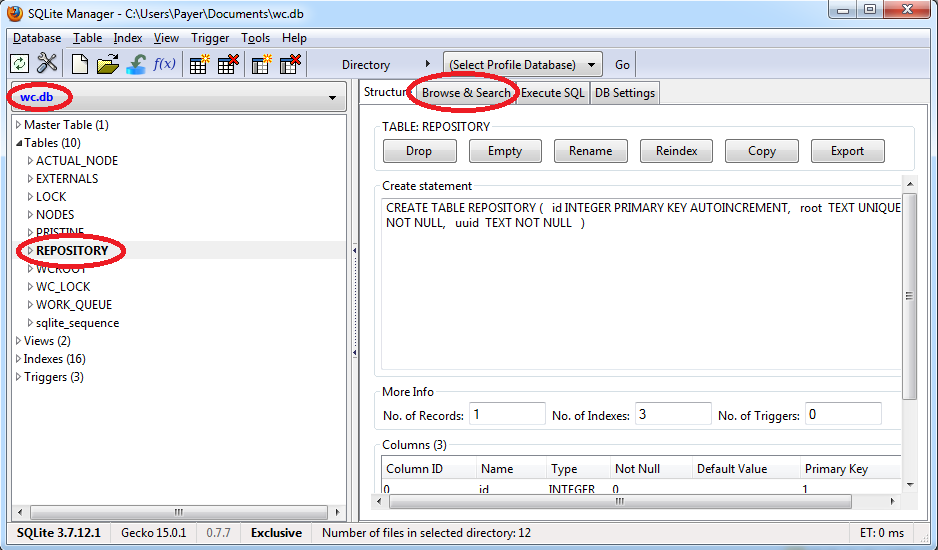 SQLite Manager - C:\Users\Payer\Documents\wc.db
Database Table Index View Trigger Tools Help
f(x) Directory (Select Profile Database) Go
wc.db
Master Table (1)
Tables (10)
ACTUAL_NODE
EXTERNALS
LOCK
NODES
PRISTINE
REPOSITORY
WCROOT
WC_LOCK
WORK_QUEUE
sqlite_sequence
Views (2)
Indexes (16)
Triggers (3)
Structure Browse & Search Execute SQL DB Settings
TABLE: REPOSITORY
Drop Empty Rename Reindex Copy Export
Create statement
CREATE TABLE REPOSITORY ( id INTEGER PRIMARY KEY AUTOINCREMENT, root TEXT UNIQUE
NOT NULL, uuid TEXT NOT NULL )
More Info
No. of Records: 1 No. of Indexes: 3 No. of Triggers: 0
Columns (3)
Column ID Name Type Not Null Default Value Primary Key
0 id INTEGER 0 1
SQLite 3.7.12.1 Gecko 15.0.1 0.7.7 Exclusive Number of files in selected directory: 12 ET: 0 ms